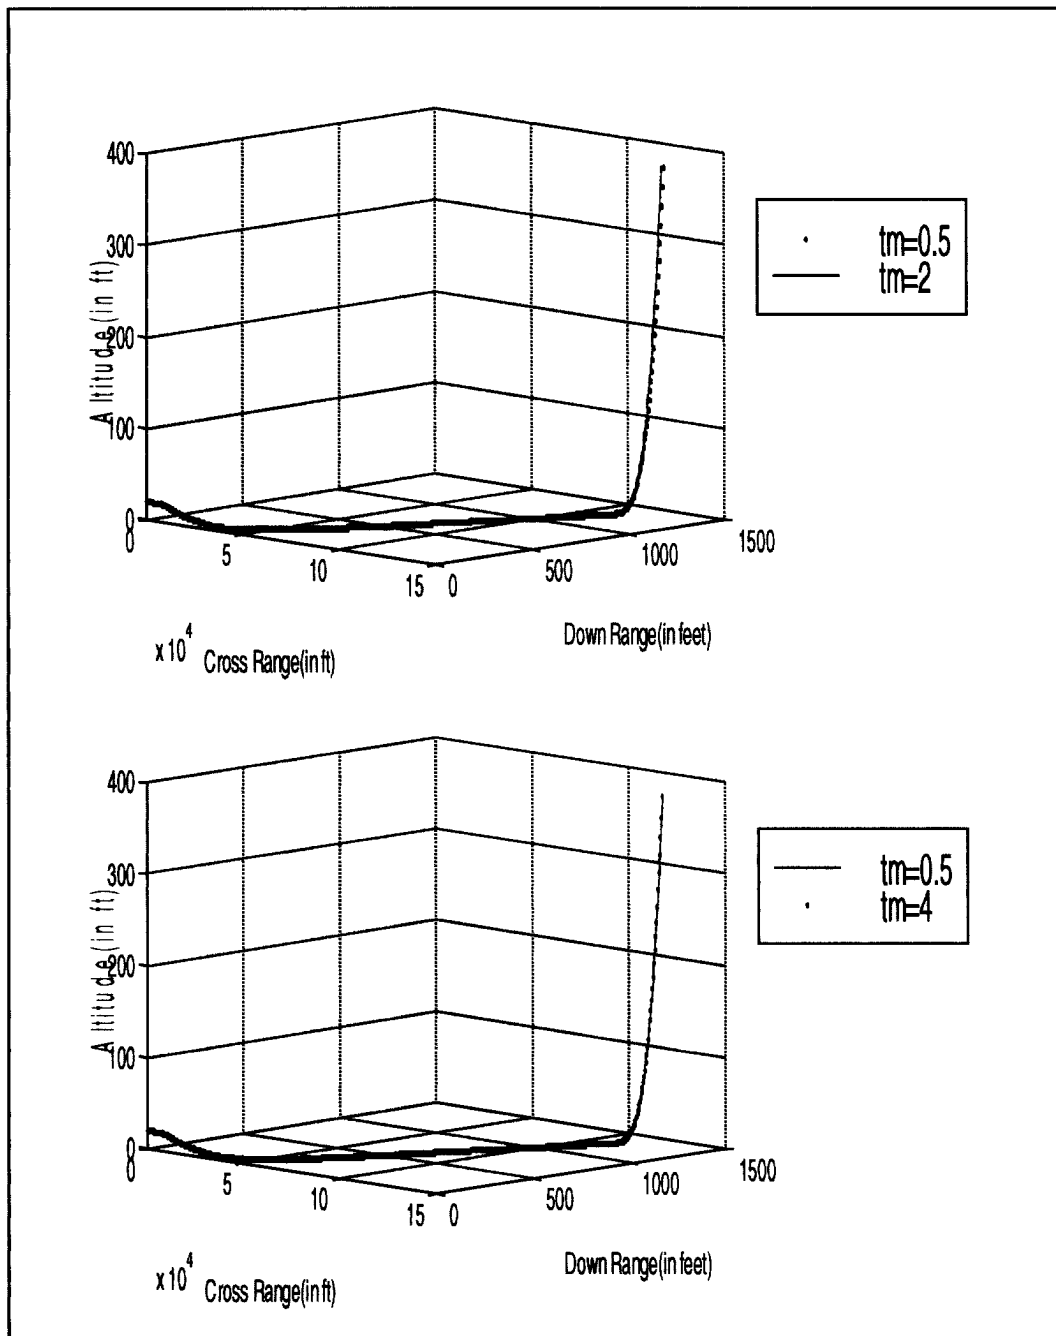 400
300
200
100
0
Altitude (in ft)
0
5
10
15
0
500
1000
1500
x 10^4
Cross Range(in ft)
Down Range(in feet)
tm=0.5
tm=2
400
300
200
100
0
Altitude (in ft)
0
5
10
15
0
500
1000
1500
x 10^4
Cross Range(in ft)
Down Range(in feet)
tm=0.5
tm=4